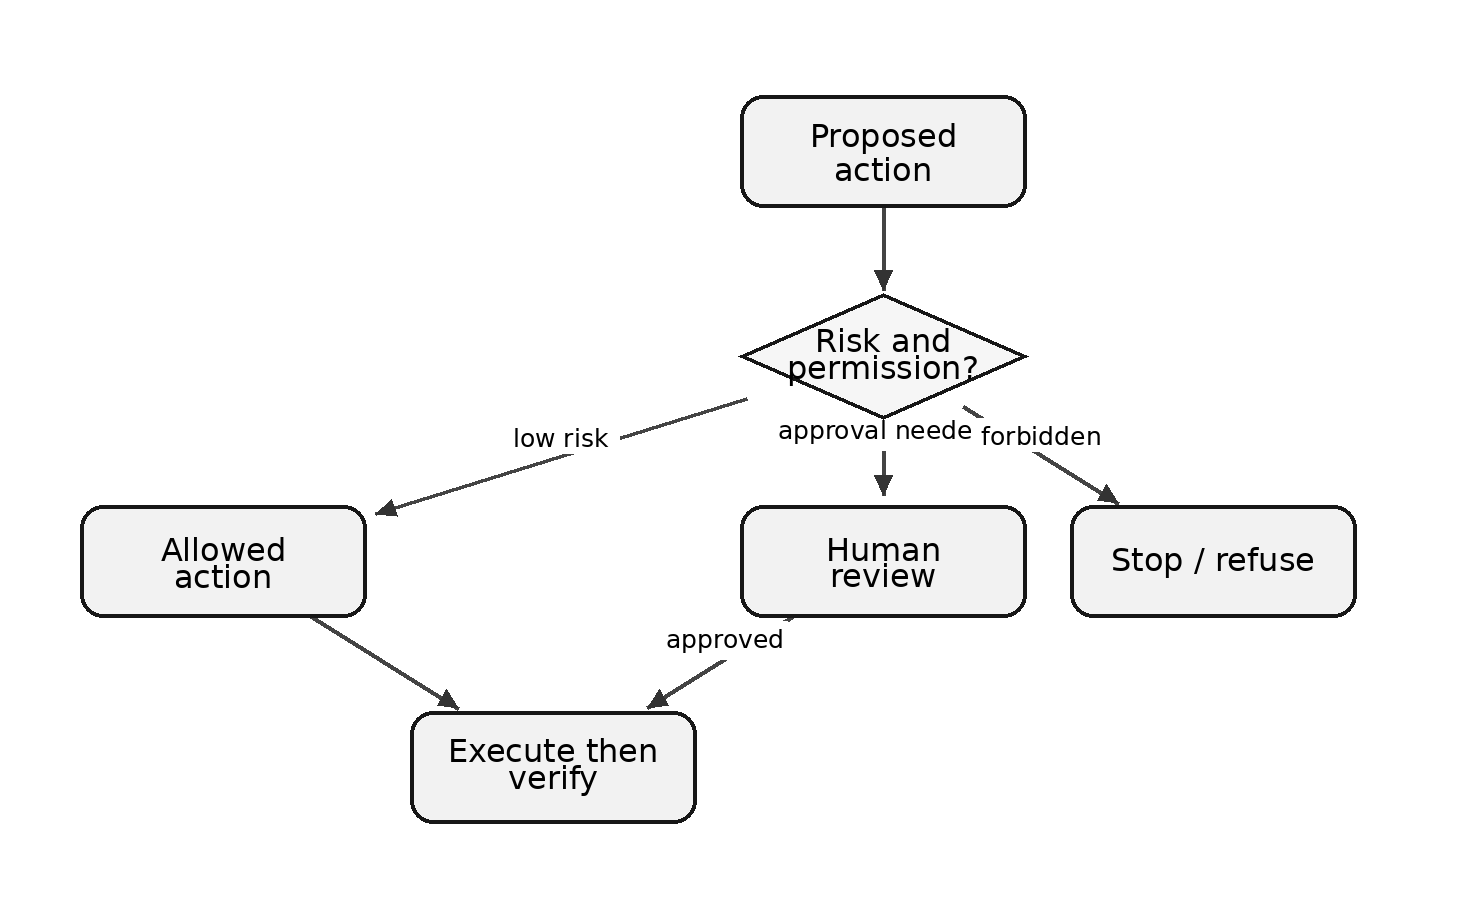 Proposed
action
Risk and
permission?
low risk
approval neede
forbidden
Allowed
action
Human
review
Stop / refuse
approved
Execute then
verify